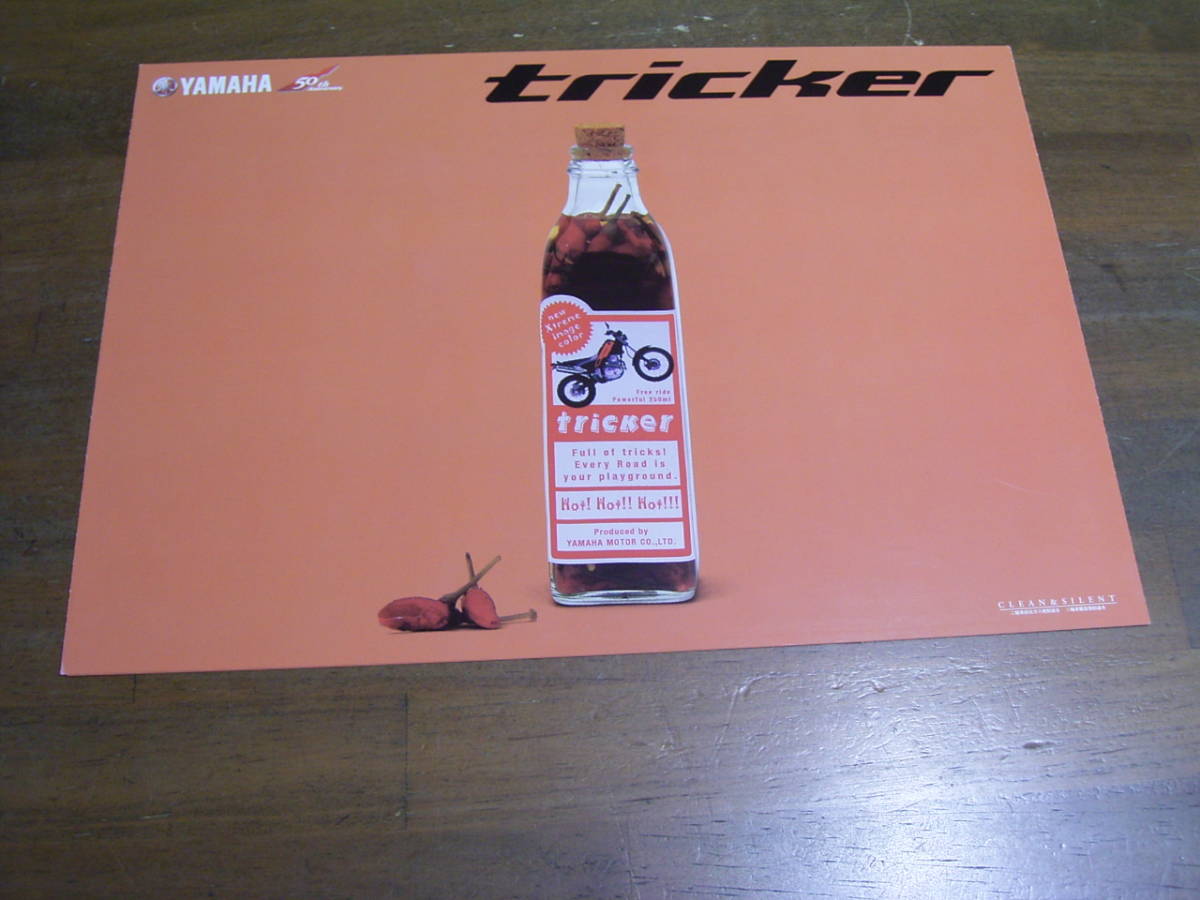 YAMAHA
50th
Anniversary
tricker
new
Xtreme
image
color
Free ride
Powerful 250ml
tricker
Full of tricks!
Every Road is
your playground.
Hot! Hot!! Hot!!!
Produced by
YAMAHA MOTOR CO.,LTD.
CLEAN&SILENT